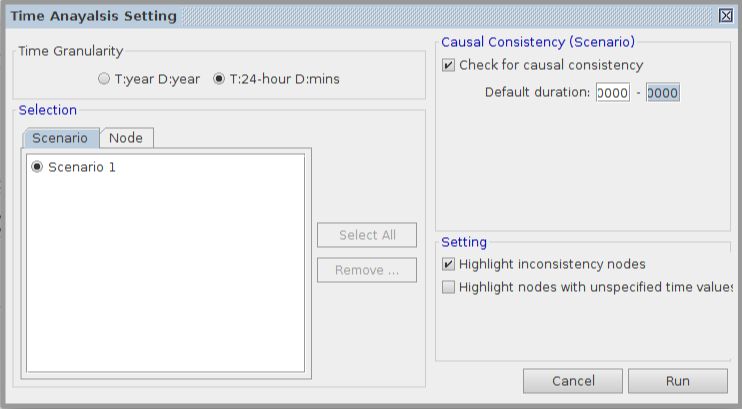 Time Anayalsis Setting
Time Granularity
T:year D:year T:24-hour D:mins
Selection
Scenario Node
Scenario 1
Select All
Remove ...
Causal Consistency (Scenario)
Check for causal consistency
Default duration: 0000 - 0000
Setting
Highlight inconsistency nodes
Highlight nodes with unspecified time values
Cancel Run